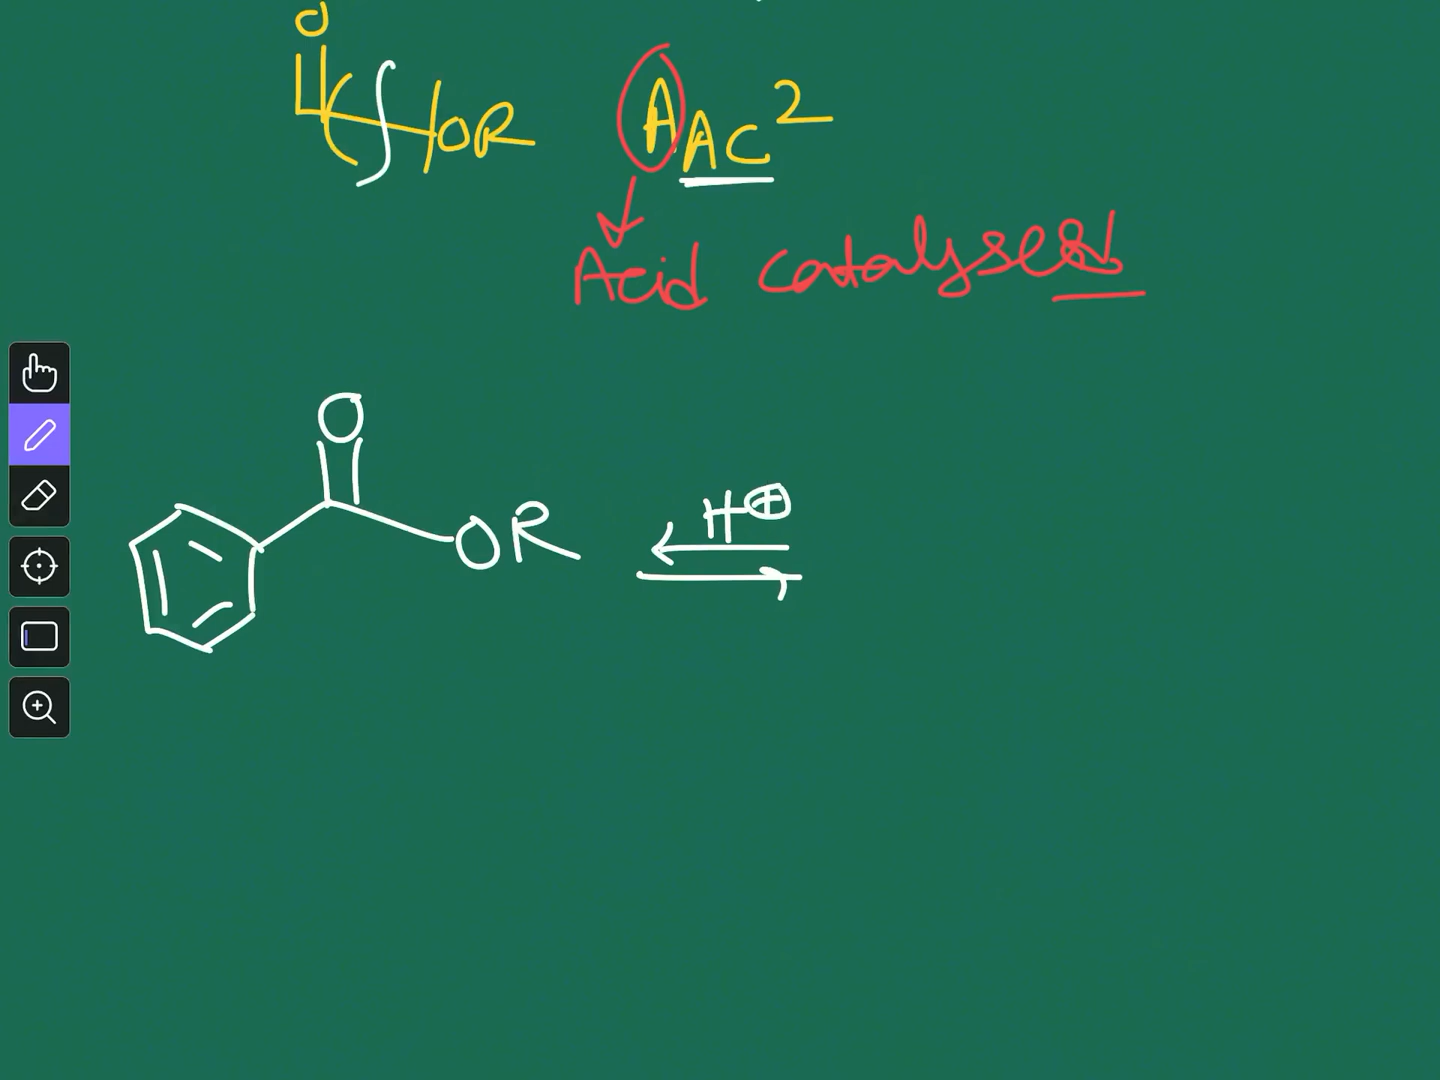 O
OR AAC2
Acid catalysed
O
OR H⊕